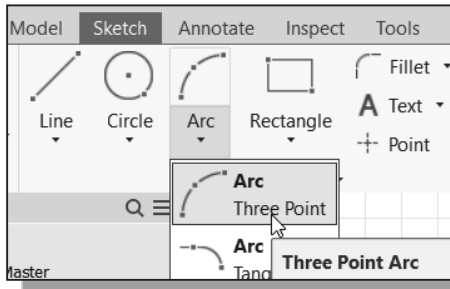 Model Sketch Annotate Inspect Tools
Line Circle Arc Rectangle Fillet
Text
Point
Arc
Three Point
Arc
Tang
Three Point Arc
Master